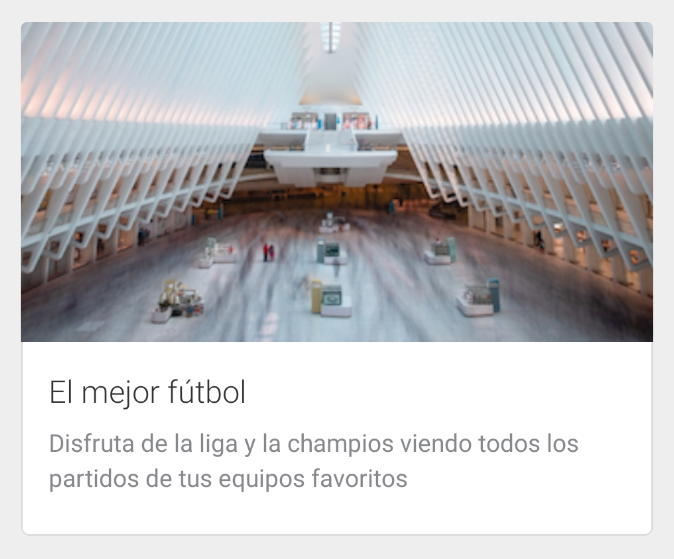 El mejor fútbol
Disfruta de la liga y la champios viendo todos los
partidos de tus equipos favoritos